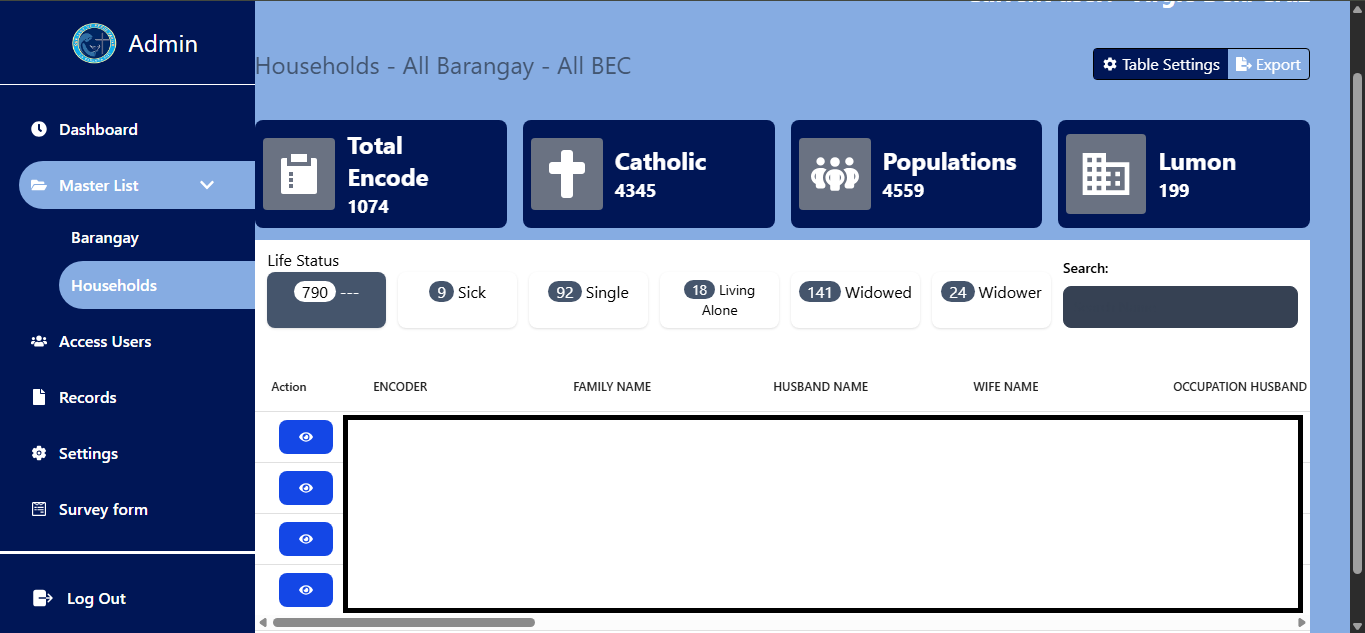 Admin
Dashboard
Master List
Barangay
Households
Access Users
Records
Settings
Survey form
Log Out
Households - All Barangay - All BEC
Table Settings
Export
Total
Encode
1074
Catholic
4345
Populations
4559
Lumon
199
Life Status
790 ---
9 Sick
92 Single
18 Living
Alone
141 Widowed
24 Widower
Search:
Action ENCODER FAMILY NAME HUSBAND NAME WIFE NAME OCCUPATION HUSBAND